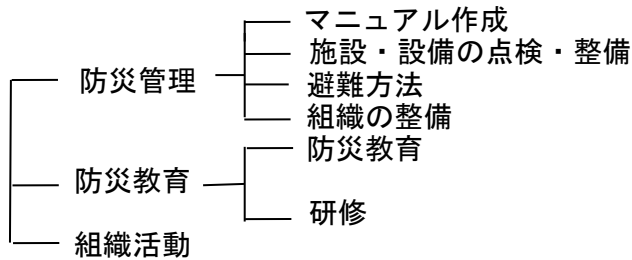 マニュアル作成
施設・設備の点検・整備
防災管理
避難方法
組織の整備
防災教育
防災教育
研修
組織活動